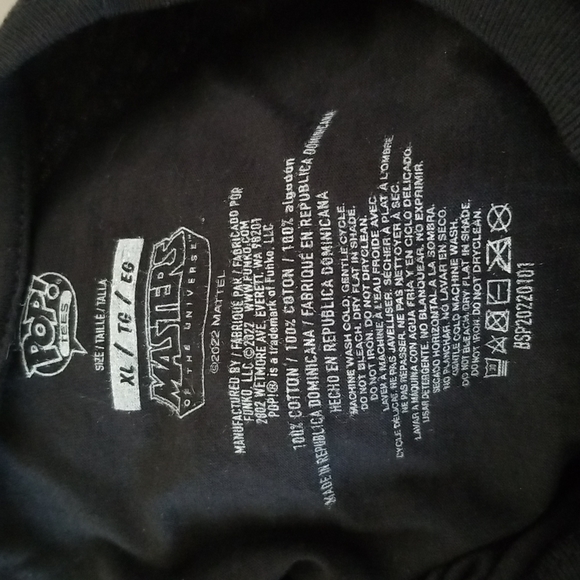 POP!
TEES
SIZE / TAILLE / TALLA
XL / TG / EG
MASTERS
OF THE UNIVERSE
©2022 MATTEL
MANUFACTURED BY / FABRIQUÉ PAR / FABRICADO POR
FUNKO, LLC ©2022 WWW.FUNKO.COM
2802 WETMORE AVE, EVERETT, WA 98201
POP!® is a trademark of Funko, LLC.
100% COTTON / 100% COTON / 100% algodón
MADE IN REPUBLICA DOMINICANA / FABRIQUÉ EN REPUBLICA DOMINICANA
HECHO EN REPUBLICA DOMINICANA
MACHINE WASH COLD, GENTLE CYCLE.
DO NOT BLEACH. DRY FLAT IN SHADE.
DO NOT IRON. DO NOT DRYCLEAN.
LAVER À MACHINE À L'EAU FROIDE AVEC
CYCLE DÉLICAT. NE PAS JAVELLISER. SÉCHER À PLAT À L'OMBRE.
NE PAS REPASSER. NE PAS NETTOYER À SEC.
LAVAR A MÁQUINA CON AGUA FRIA EN CICLO DELICADO.
USAR DETERGENTE, NO BLANQUEAR, NO EXPRIMIR.
SECADO A LA SOMBRA.
NO PLANCHAR. NO LAVAR EN SECO.
GENTLE COLD MACHINE WASH.
DO NOT BLEACH. DRY FLAT IN SHADE.
DO NOT IRON. DO NOT DRYCLEAN.
BSP20220101